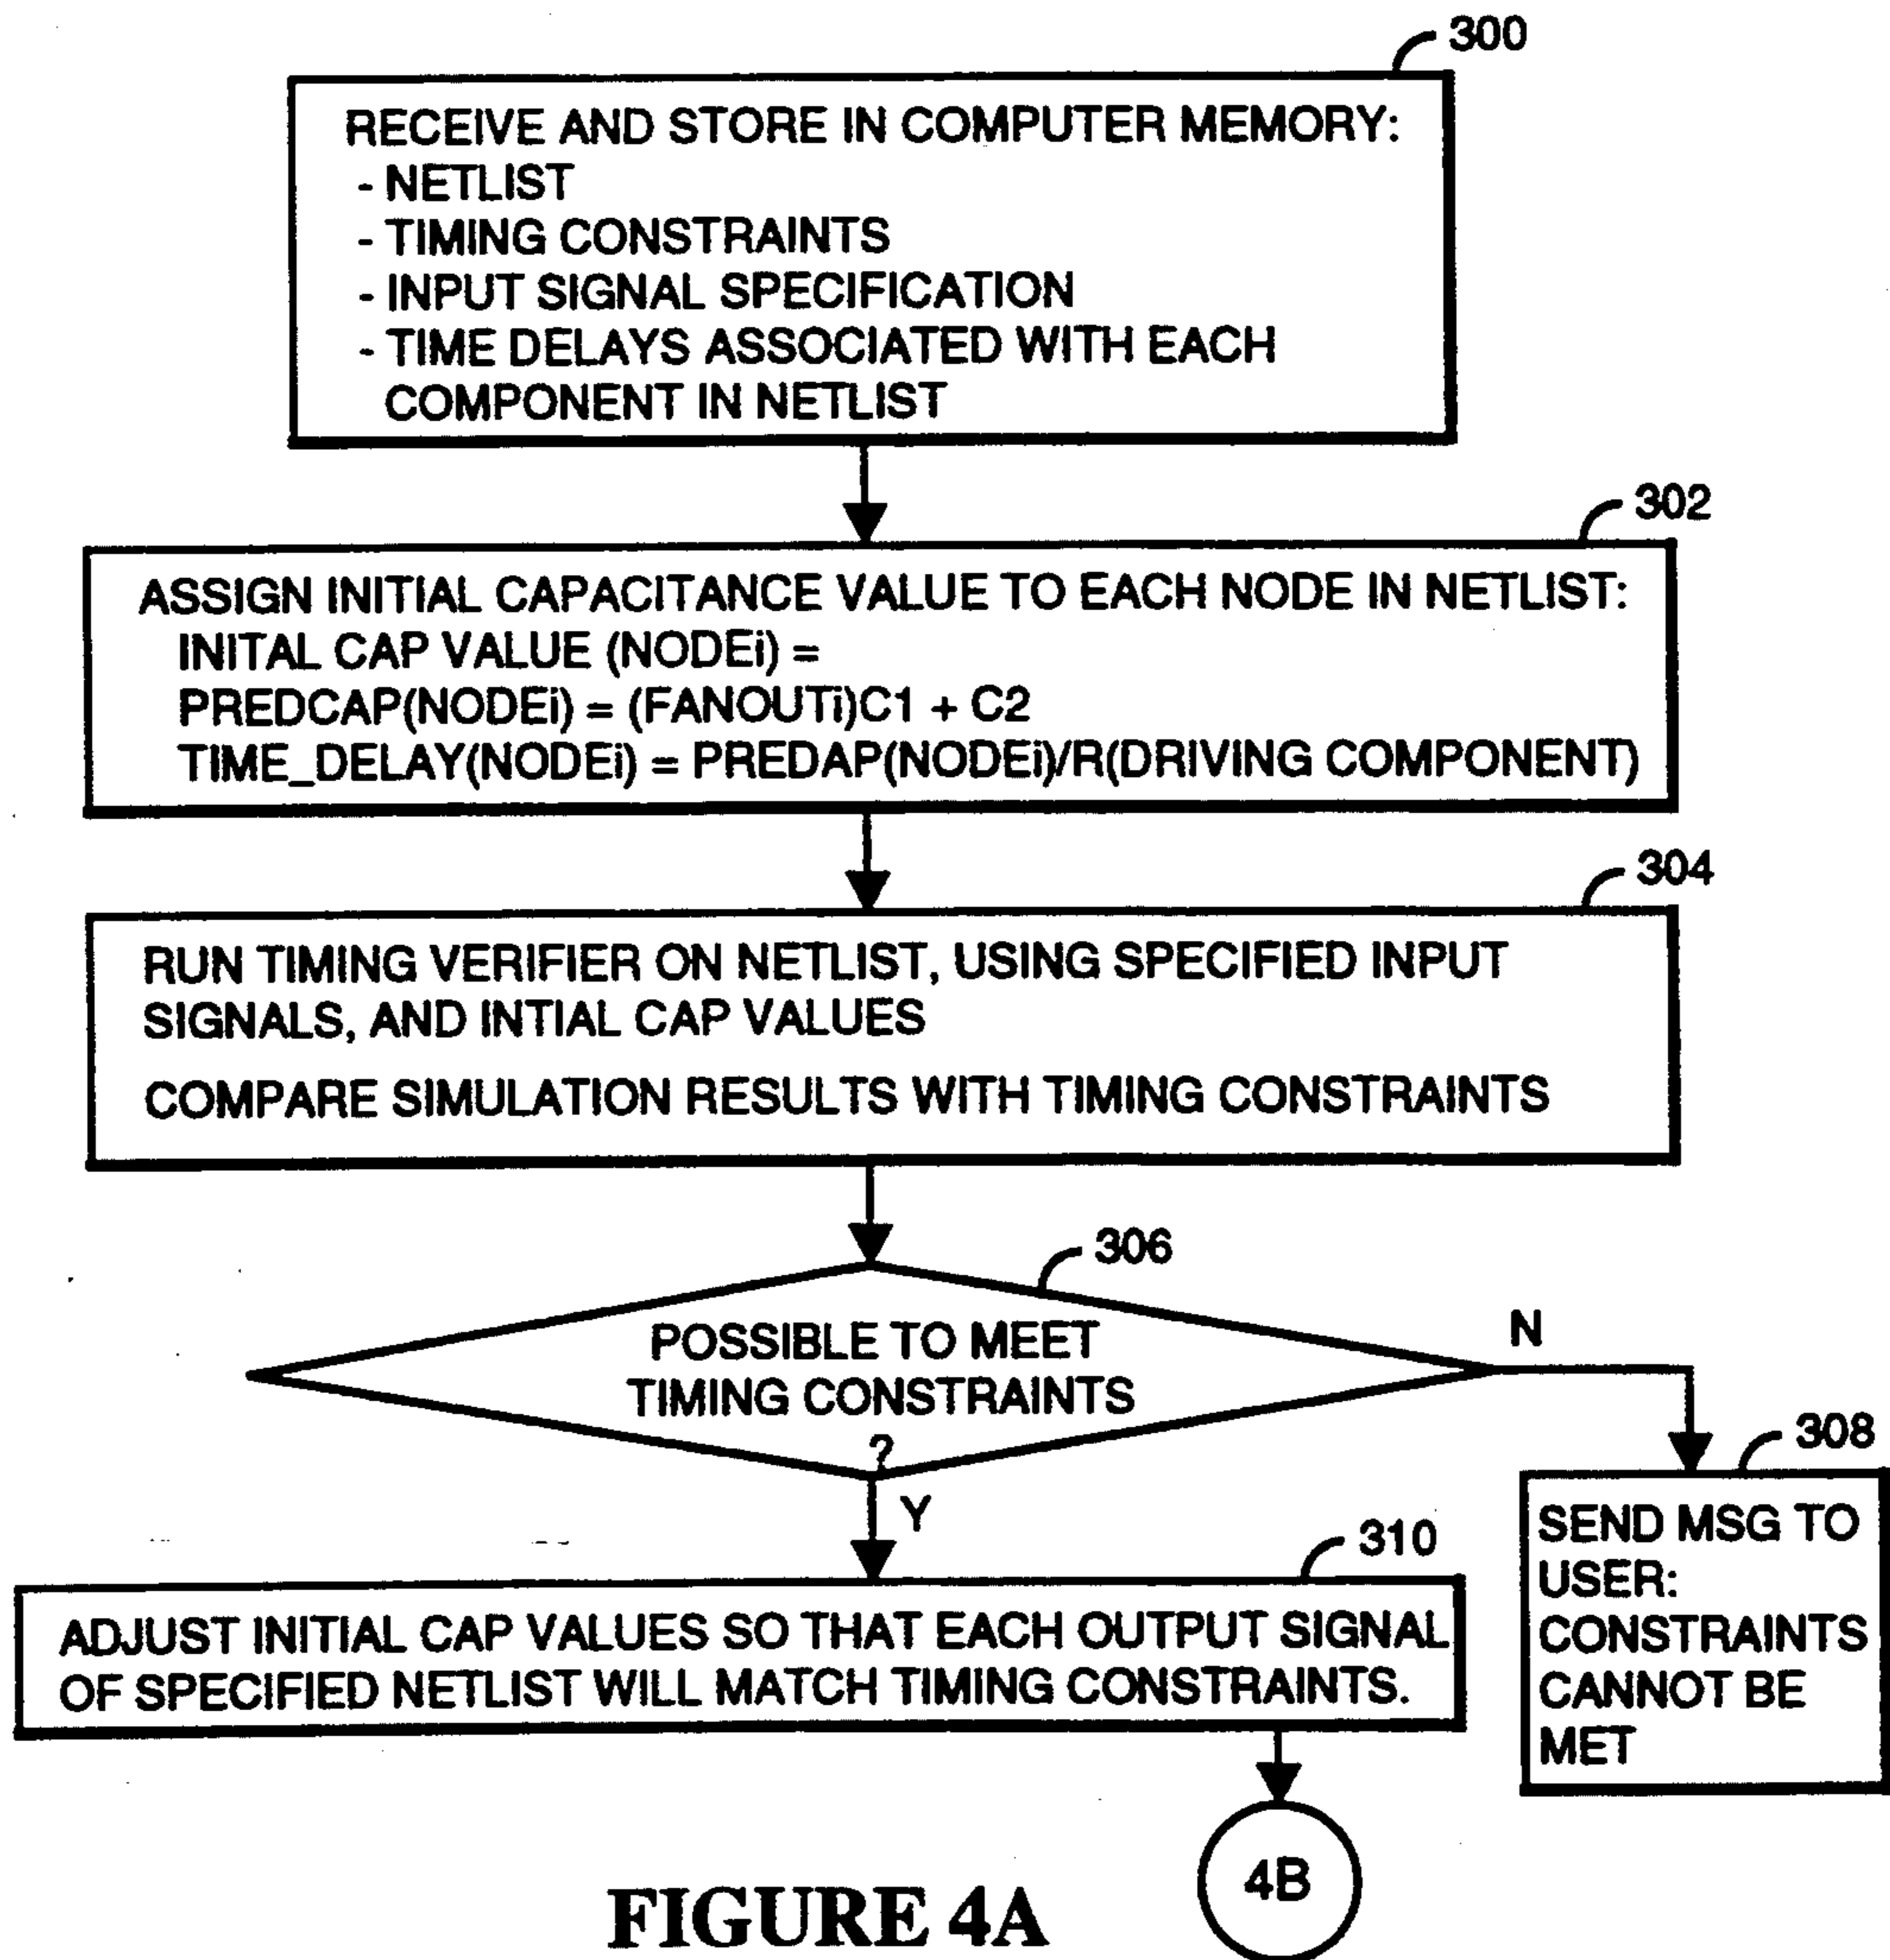 300
RECEIVE AND STORE IN COMPUTER MEMORY:
- NETLIST
- TIMING CONSTRAINTS
- INPUT SIGNAL SPECIFICATION
- TIME DELAYS ASSOCIATED WITH EACH
COMPONENT IN NETLIST
302
ASSIGN INITIAL CAPACITANCE VALUE TO EACH NODE IN NETLIST:
INITAL CAP VALUE (NODEi) =
PREDCAP(NODEi) = (FANOUTi)C1 + C2
TIME_DELAY(NODEi) = PREDAP(NODEi)/R(DRIVING COMPONENT)
304
RUN TIMING VERIFIER ON NETLIST, USING SPECIFIED INPUT
SIGNALS, AND INTIAL CAP VALUES
COMPARE SIMULATION RESULTS WITH TIMING CONSTRAINTS
306
POSSIBLE TO MEET
TIMING CONSTRAINTS
?
N
Y
308
SEND MSG TO
USER:
CONSTRAINTS
CANNOT BE
MET
310
ADJUST INITIAL CAP VALUES SO THAT EACH OUTPUT SIGNAL
OF SPECIFIED NETLIST WILL MATCH TIMING CONSTRAINTS.
4B
FIGURE 4A